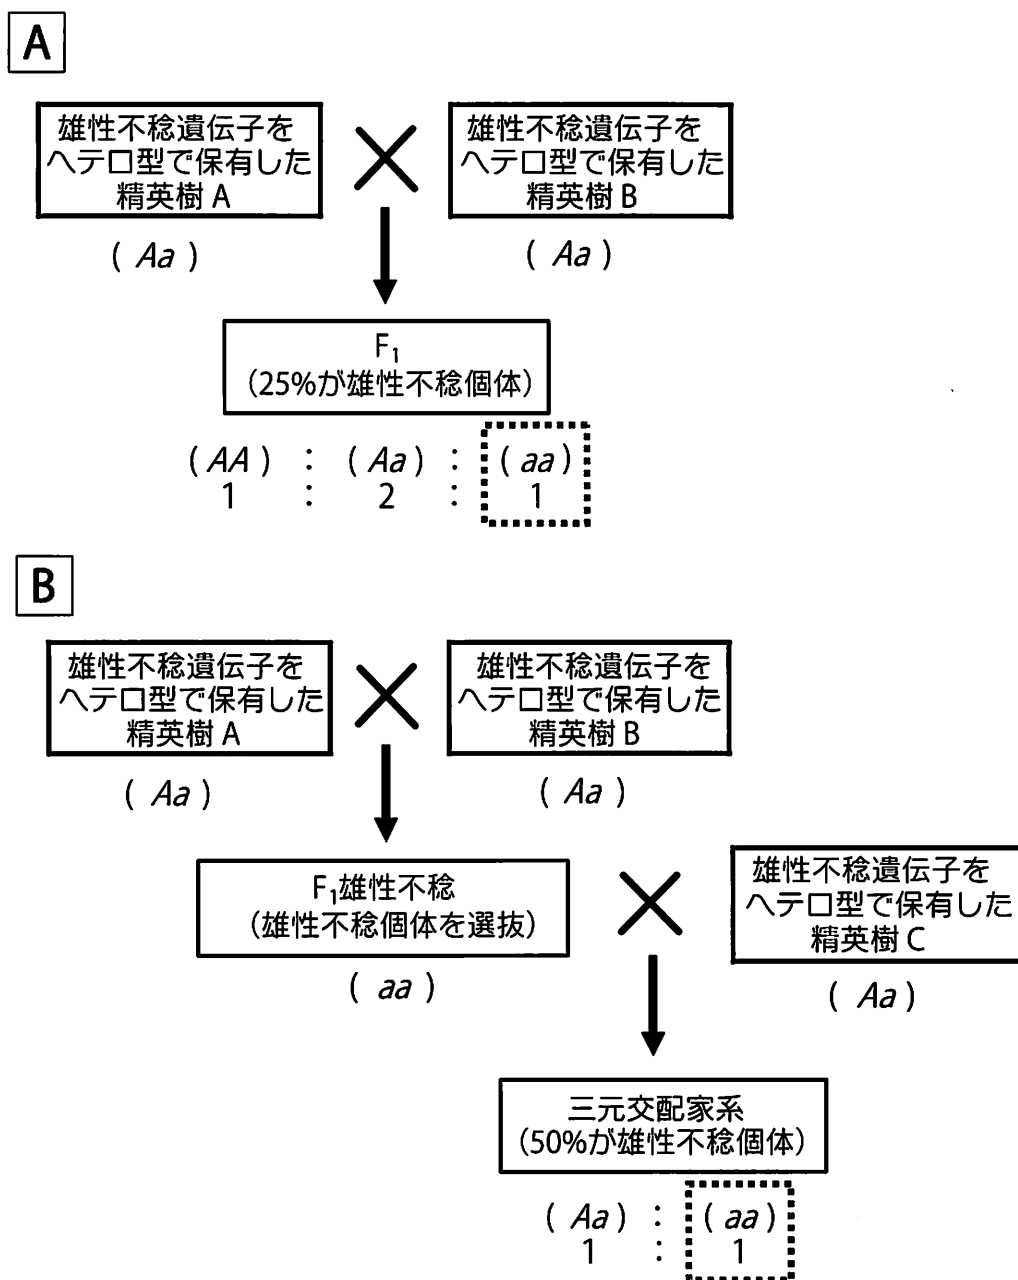 A
雄性不稔遺伝子を
ヘテロ型で保有した
精英樹 A
雄性不稔遺伝子を
ヘテロ型で保有した
精英樹 B
( Aa )
( Aa )
F₁
(25%が雄性不稔個体)
( AA ) : ( Aa ) : ( aa )
1 : 2 : 1
B
雄性不稔遺伝子を
ヘテロ型で保有した
精英樹 A
雄性不稔遺伝子を
ヘテロ型で保有した
精英樹 B
( Aa )
( Aa )
F₁雄性不稔
(雄性不稔個体を選抜)
雄性不稔遺伝子を
ヘテロ型で保有した
精英樹 C
( aa )
( Aa )
三元交配家系
(50%が雄性不稔個体)
( Aa ) : ( aa )
1 : 1